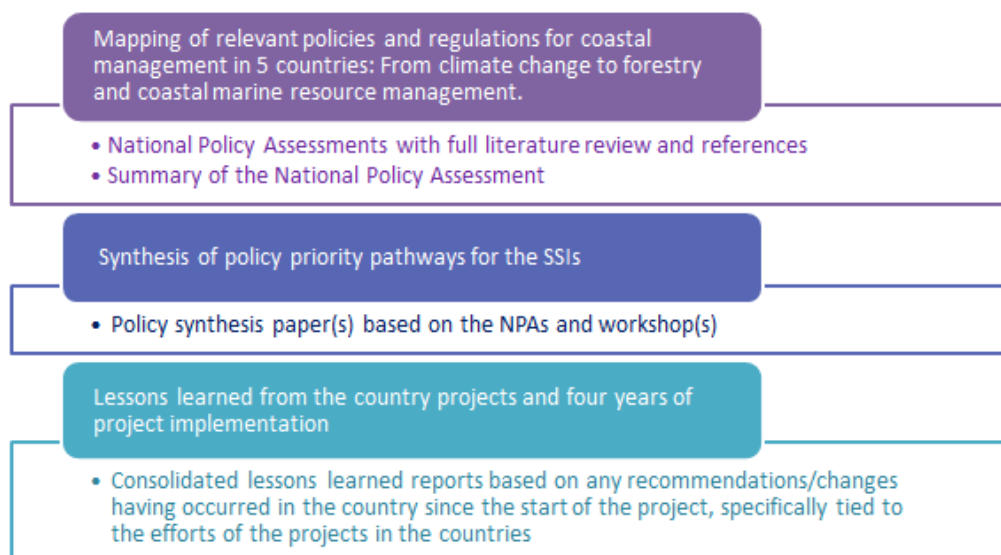 Mapping of relevant policies and regulations for coastal
management in 5 countries: From climate change to forestry
and coastal marine resource management.
• National Policy Assessments with full literature review and references
• Summary of the National Policy Assessment
Synthesis of policy priority pathways for the SSIs
• Policy synthesis paper(s) based on the NPAs and workshop(s)
Lessons learned from the country projects and four years of
project implementation
• Consolidated lessons learned reports based on any recommendations/changes
having occurred in the country since the start of the project, specifically tied to
the efforts of the projects in the countries